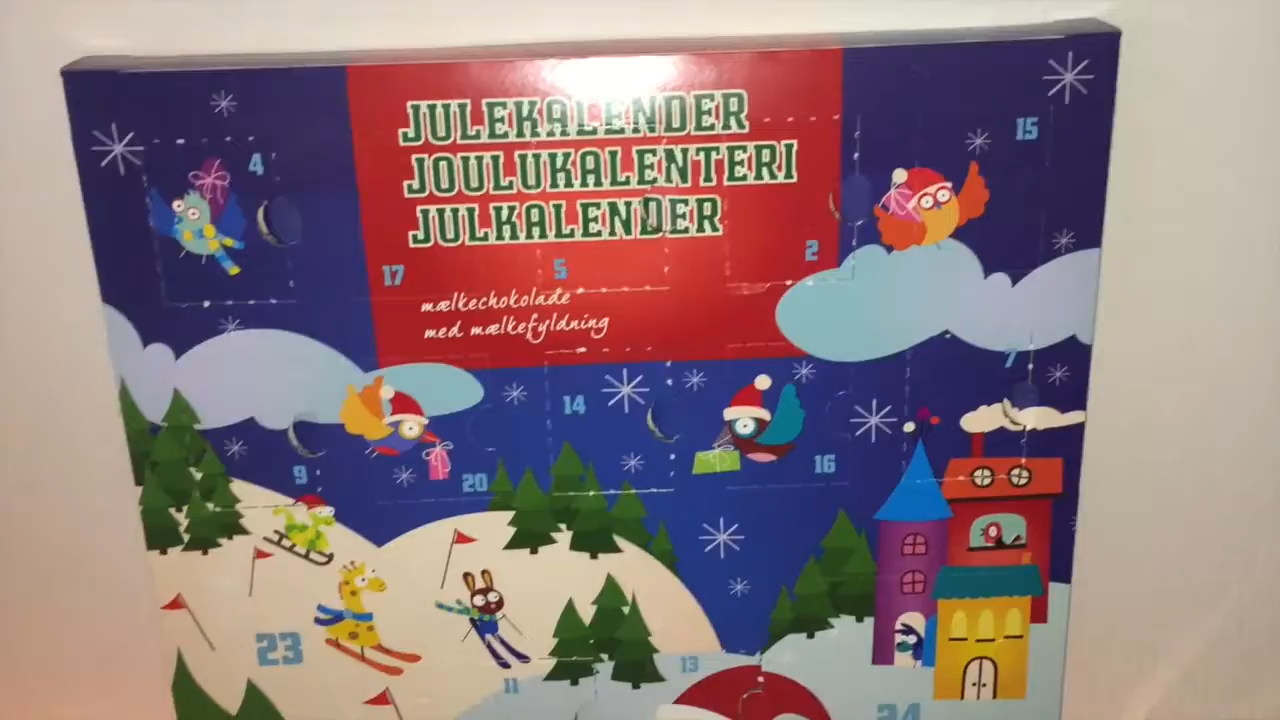 JULEKALENDER
JOULUKALENTERI
JULKALENDER
mælkechokolade
med mælkefyldning
4
15
17
5
2
7
14
9
20
16
23
11
13
24